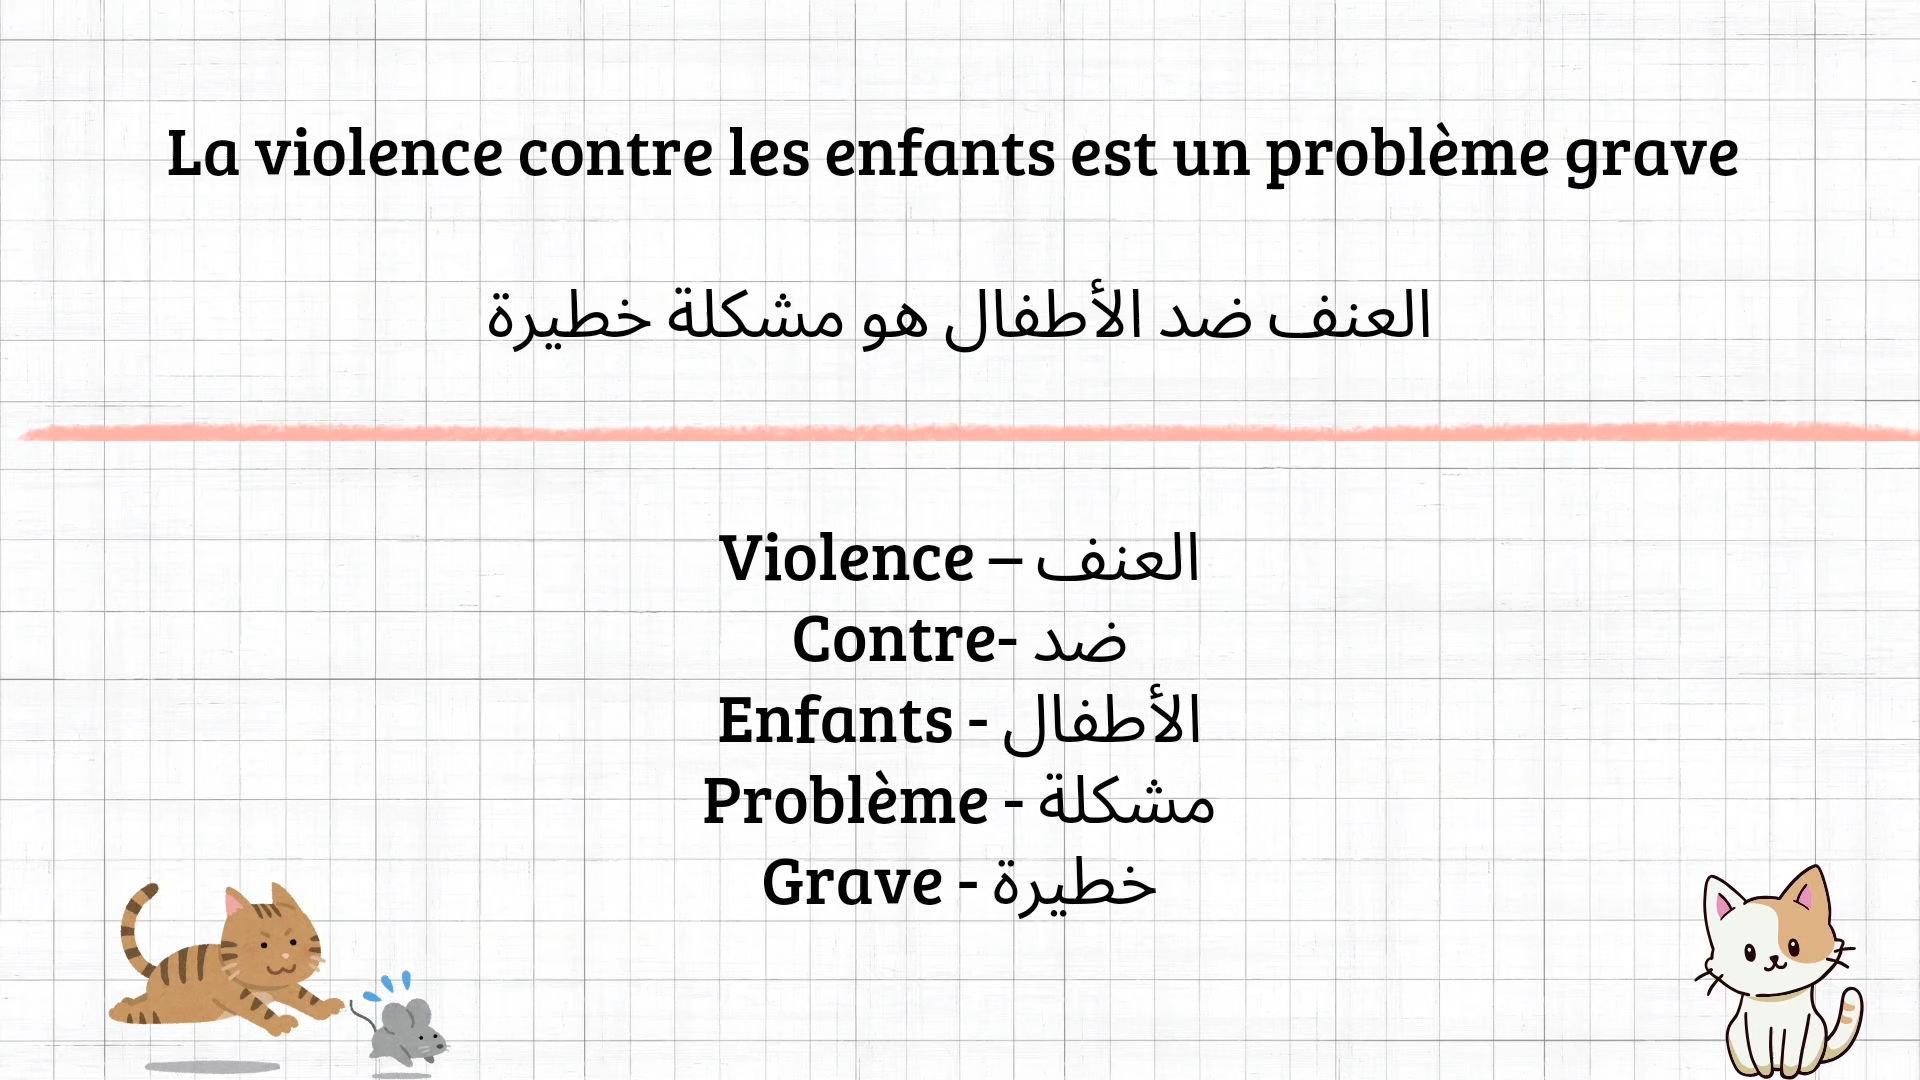 La violence contre les enfants est un problème grave
العنف ضد الأطفال هو مشكلة خطيرة
Violence – العنف
Contre- ضد
Enfants - الأطفال
Problème - مشكلة
Grave - خطيرة